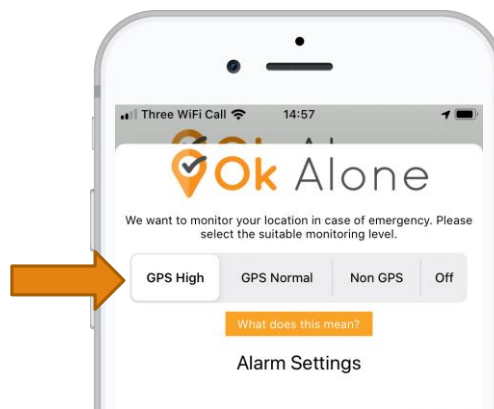 Three WiFi Call 14:57
Ok Alone
We want to monitor your location in case of emergency. Please
select the suitable monitoring level.
GPS High GPS Normal Non GPS Off
What does this mean?
Alarm Settings